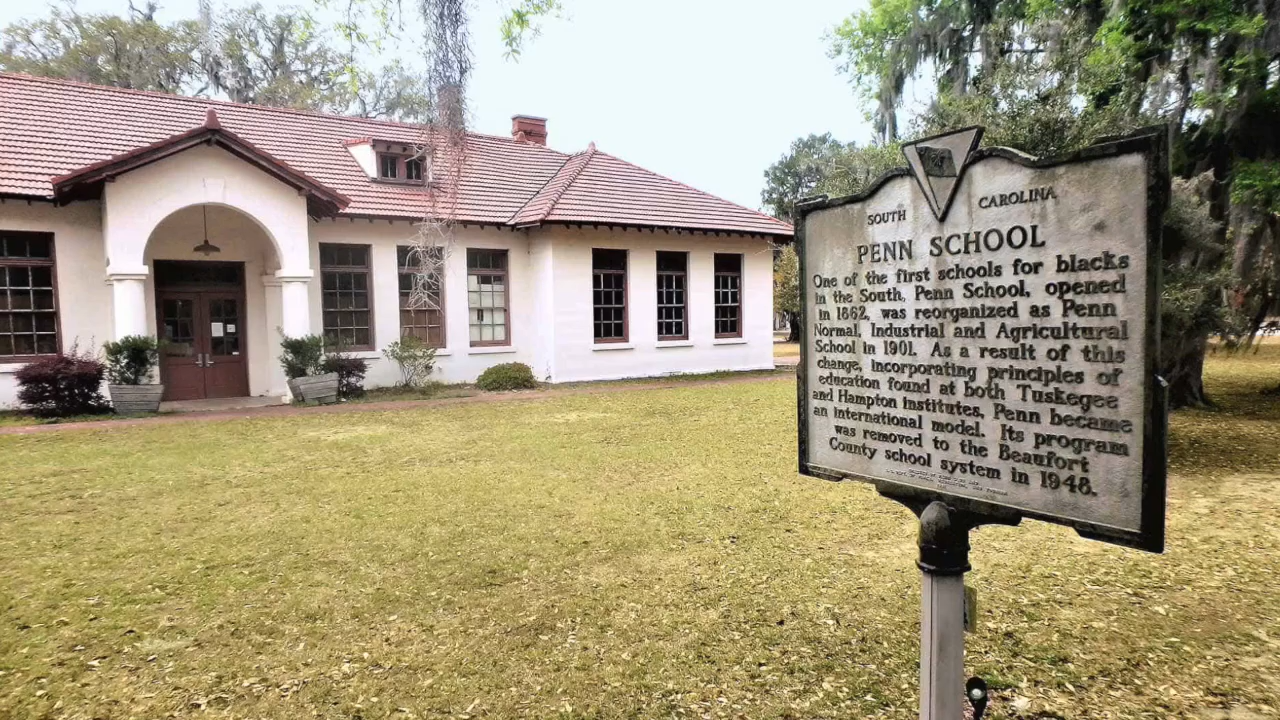 SOUTH CAROLINA
PENN SCHOOL
One of the first schools for blacks
in the South, Penn School, opened
in 1862, was reorganized as Penn
Normal, Industrial and Agricultural
School in 1901. As a result of this
change, incorporating principles of
education found at both Tuskegee
and Hampton institutes, Penn became
an international model. Its program
was removed to the Beaufort
County school system in 1948.